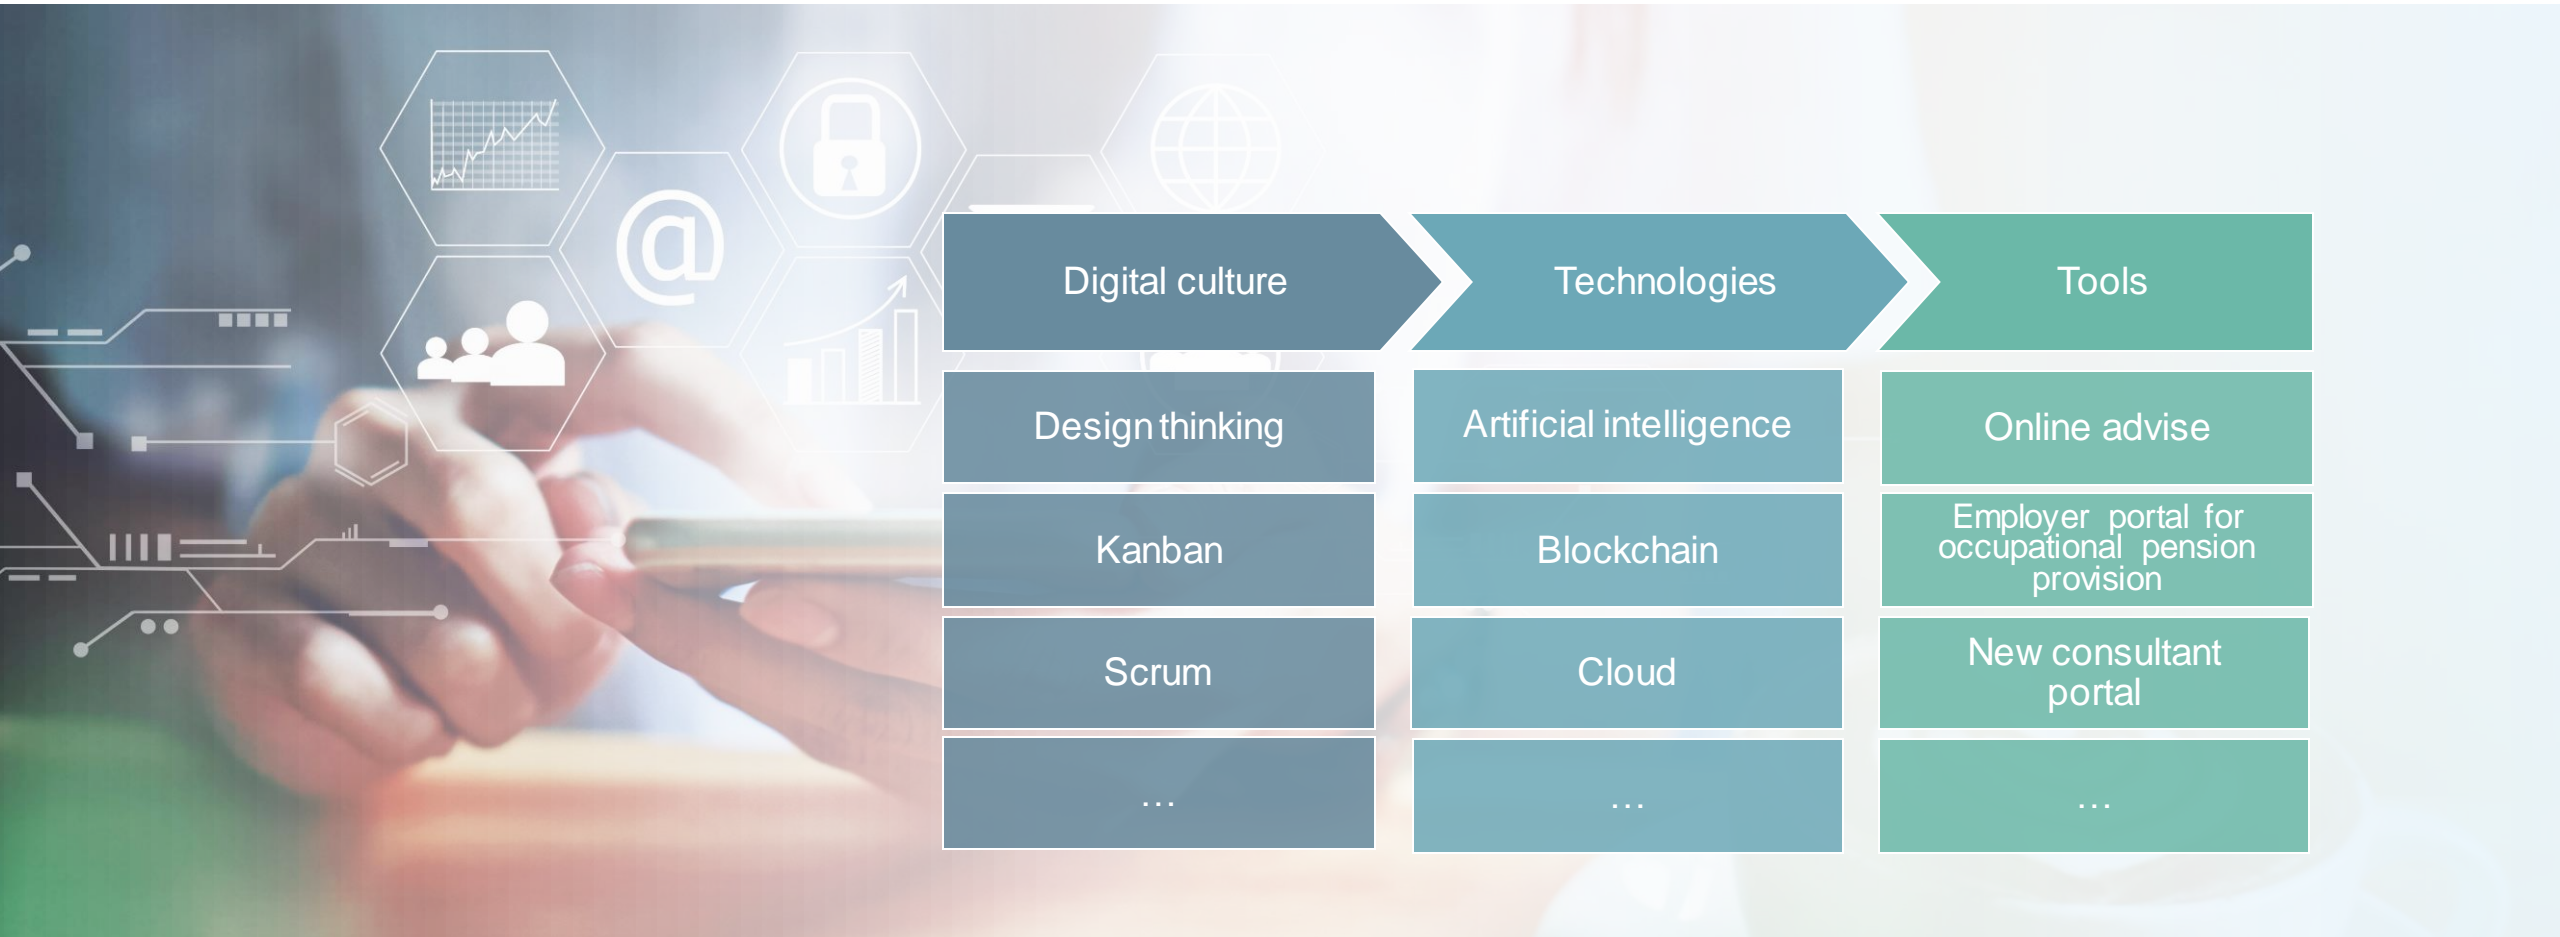 @
Digital culture
Technologies
Tools
Design thinking
Artificial intelligence
Online advise
Kanban
Blockchain
Employer portal for
occupational pension
provision
Scrum
Cloud
New consultant
portal
...
...
...